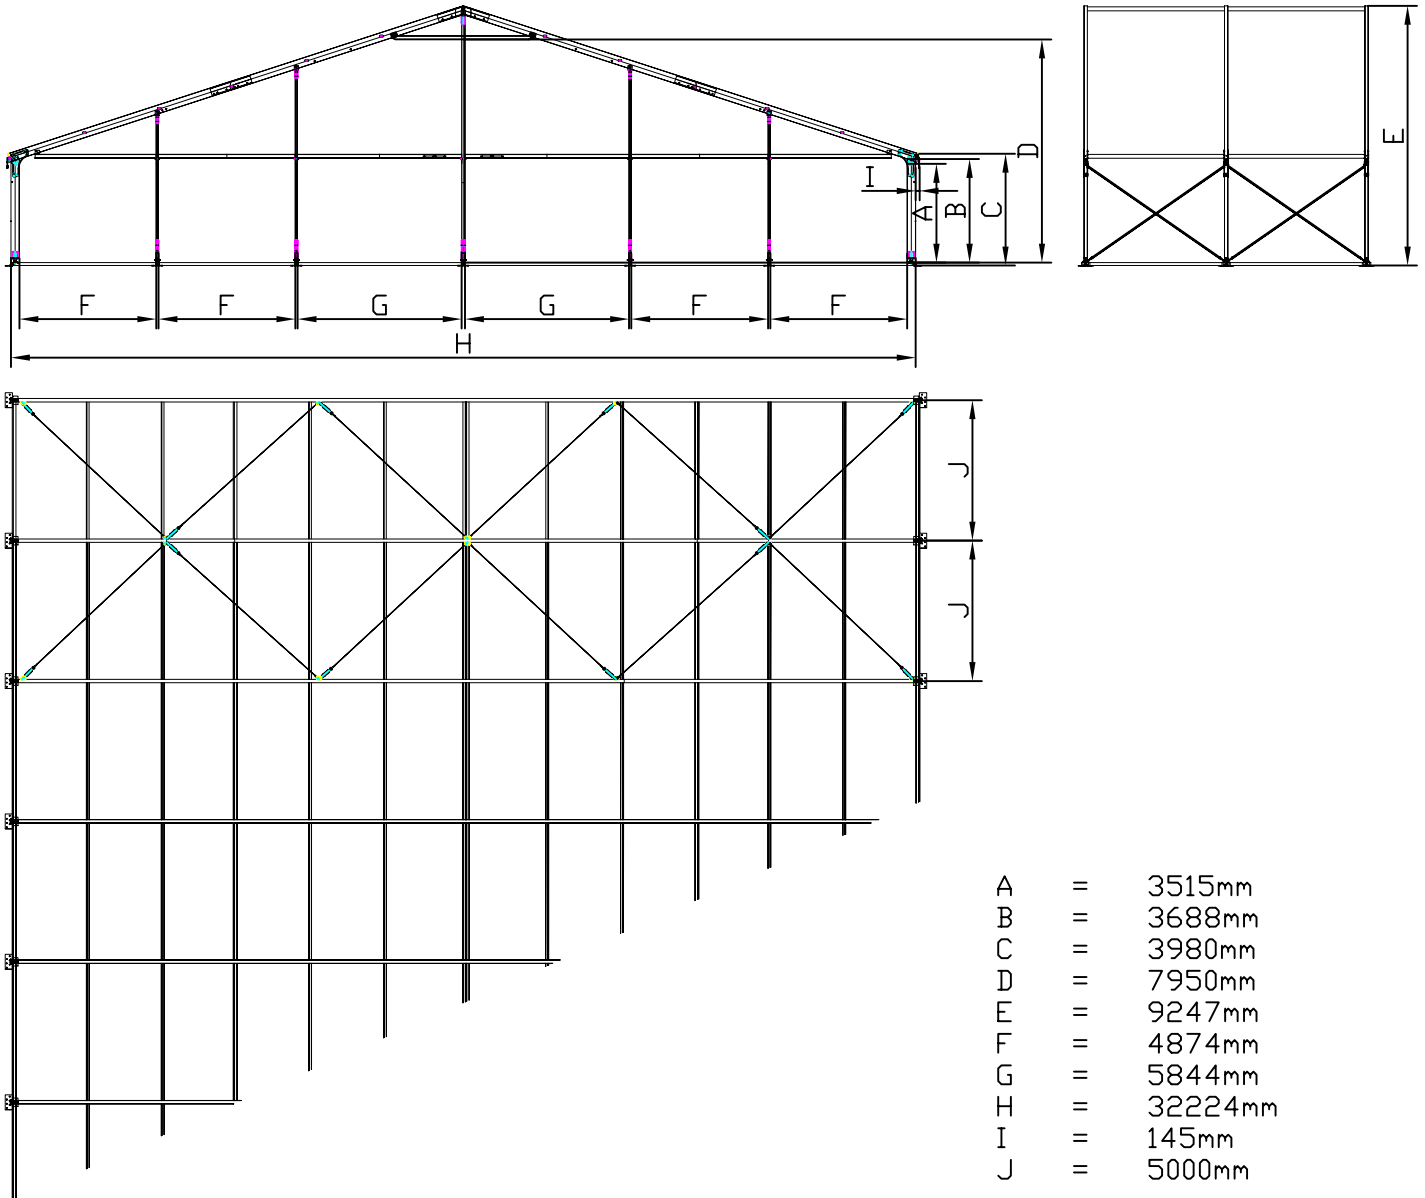 E
D
I
A
B
C
F
F
G
G
F
F
H
J
J
A = 3515mm
B = 3688mm
C = 3980mm
D = 7950mm
E = 9247mm
F = 4874mm
G = 5844mm
H = 32224mm
I = 145mm
J = 5000mm